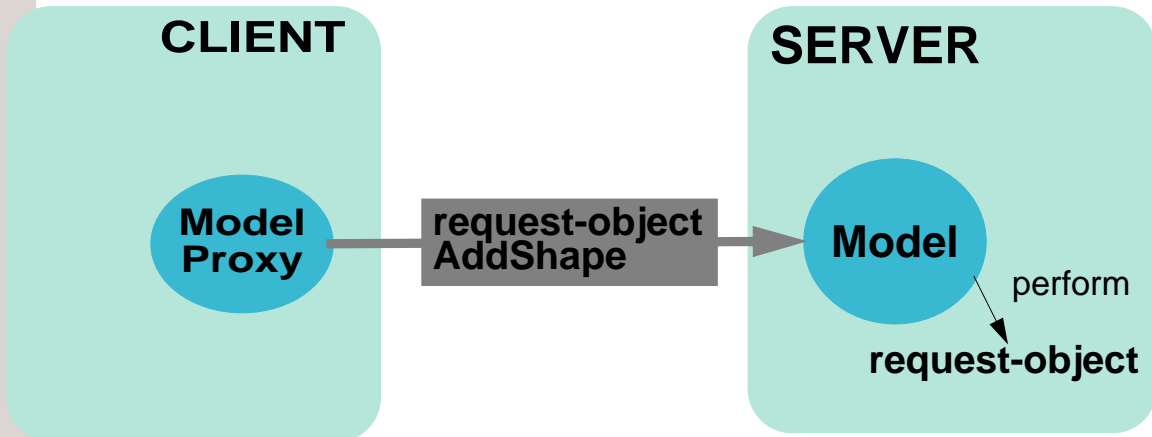 CLIENT
SERVER
Model
Proxy
request-object
AddShape
Model
perform
request-object